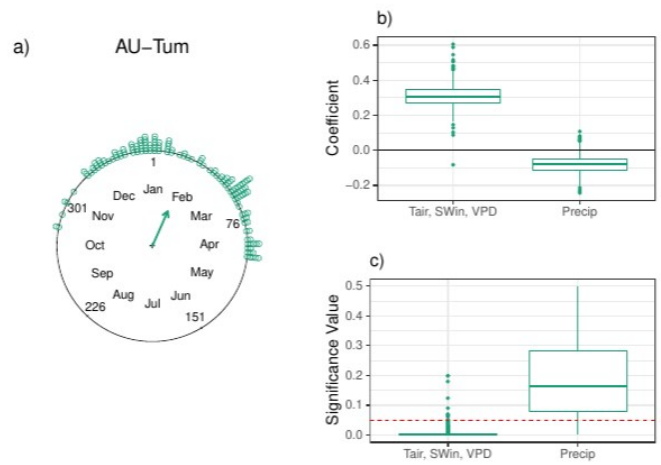 a)
AU–Tum
1
Jan
Feb
Mar
76
Apr
May
Jun
151
Jul
Aug
226
Sep
Oct
Nov
301
Dec
b)
Coefficient
0.6
0.4
0.2
0.0
−0.2
Tair, SWin, VPD
Precip
c)
Significance Value
0.5
0.4
0.3
0.2
0.1
0.0
Tair, SWin, VPD
Precip